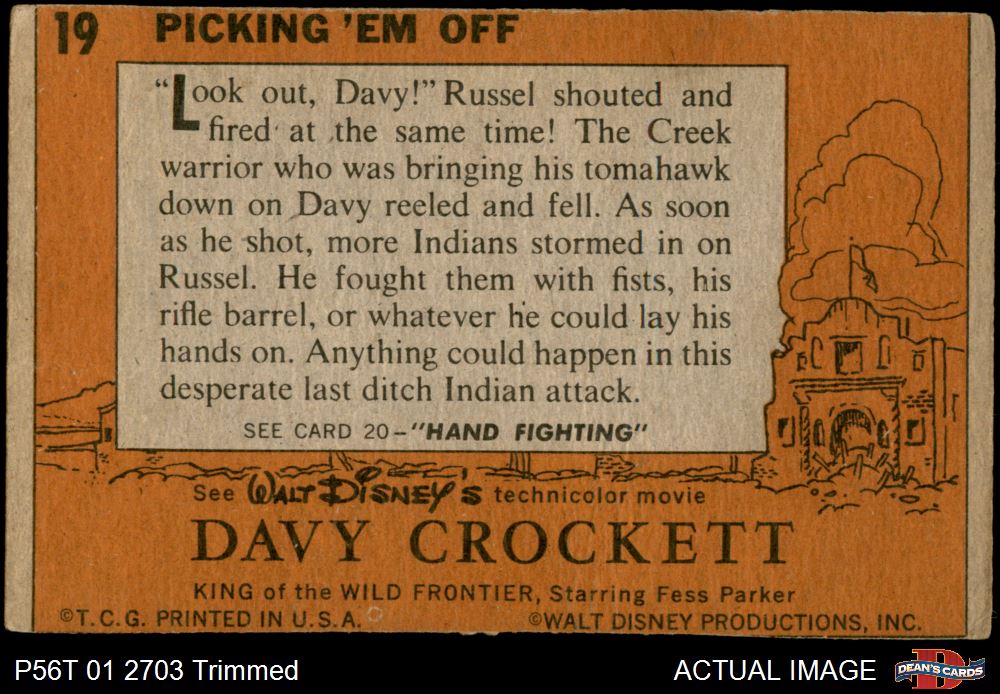 19 PICKING 'EM OFF
"Look out, Davy!" Russel shouted and
fired at the same time! The Creek
warrior who was bringing his tomahawk
down on Davy reeled and fell. As soon
as he shot, more Indians stormed in on
Russel. He fought them with fists, his
rifle barrel, or whatever he could lay his
hands on. Anything could happen in this
desperate last ditch Indian attack.
SEE CARD 20-"HAND FIGHTING"
See WALT DISNEY'S technicolor movie
DAVY CROCKETT
KING of the WILD FRONTIER, Starring Fess Parker
©T.C.G. PRINTED IN U.S.A. ©WALT DISNEY PRODUCTIONS, INC.
P56T 01 2703 Trimmed ACTUAL IMAGE D DEAN'S CARDS